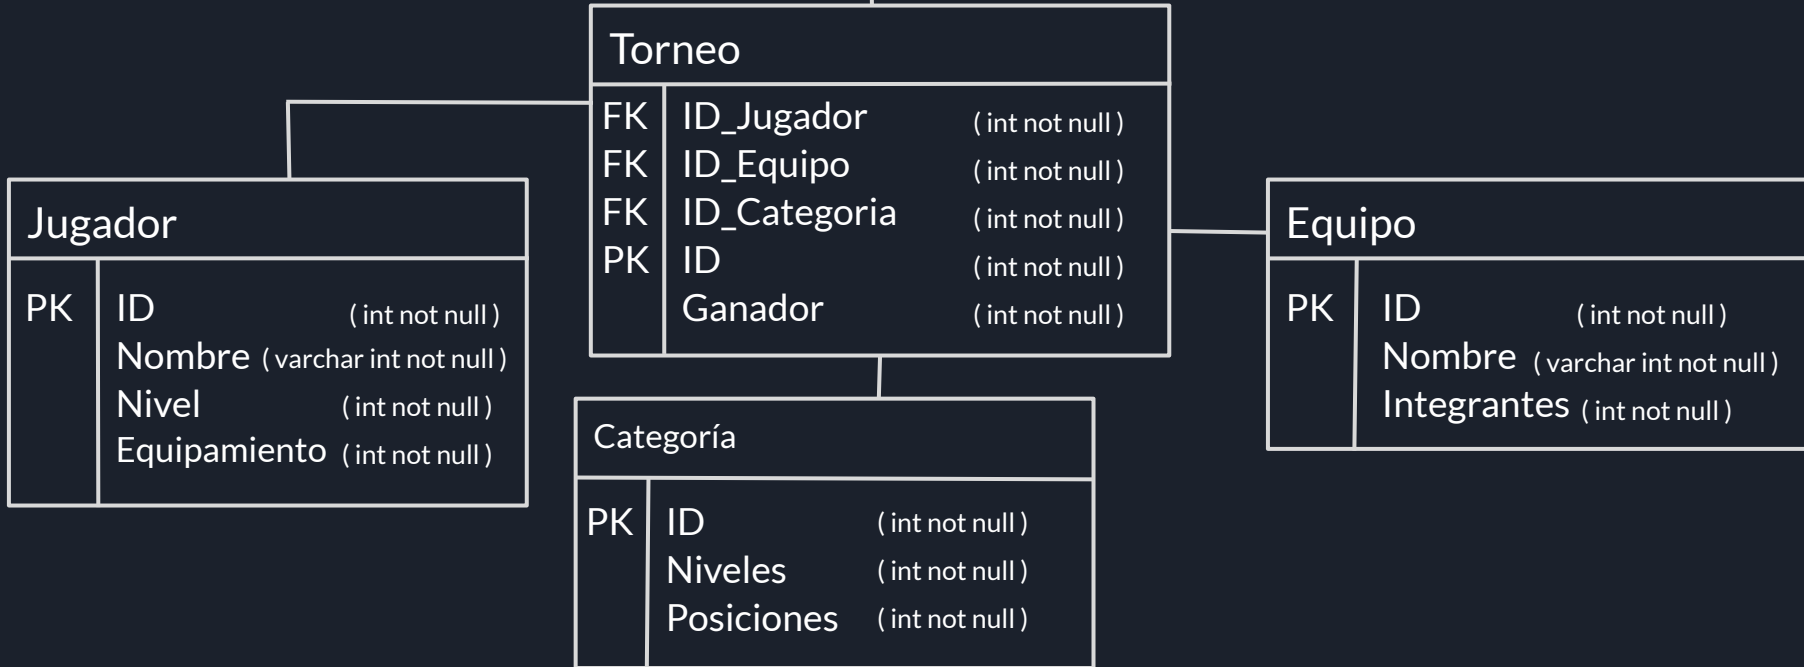 Torneo
FK ID_Jugador ( int not null )
FK ID_Equipo ( int not null )
FK ID_Categoria ( int not null )
PK ID ( int not null )
Ganador ( int not null )
Jugador
PK ID ( int not null )
Nombre ( varchar int not null )
Nivel ( int not null )
Equipamiento ( int not null )
Equipo
PK ID ( int not null )
Nombre ( varchar int not null )
Integrantes ( int not null )
Categoría
PK ID ( int not null )
Niveles ( int not null )
Posiciones ( int not null )